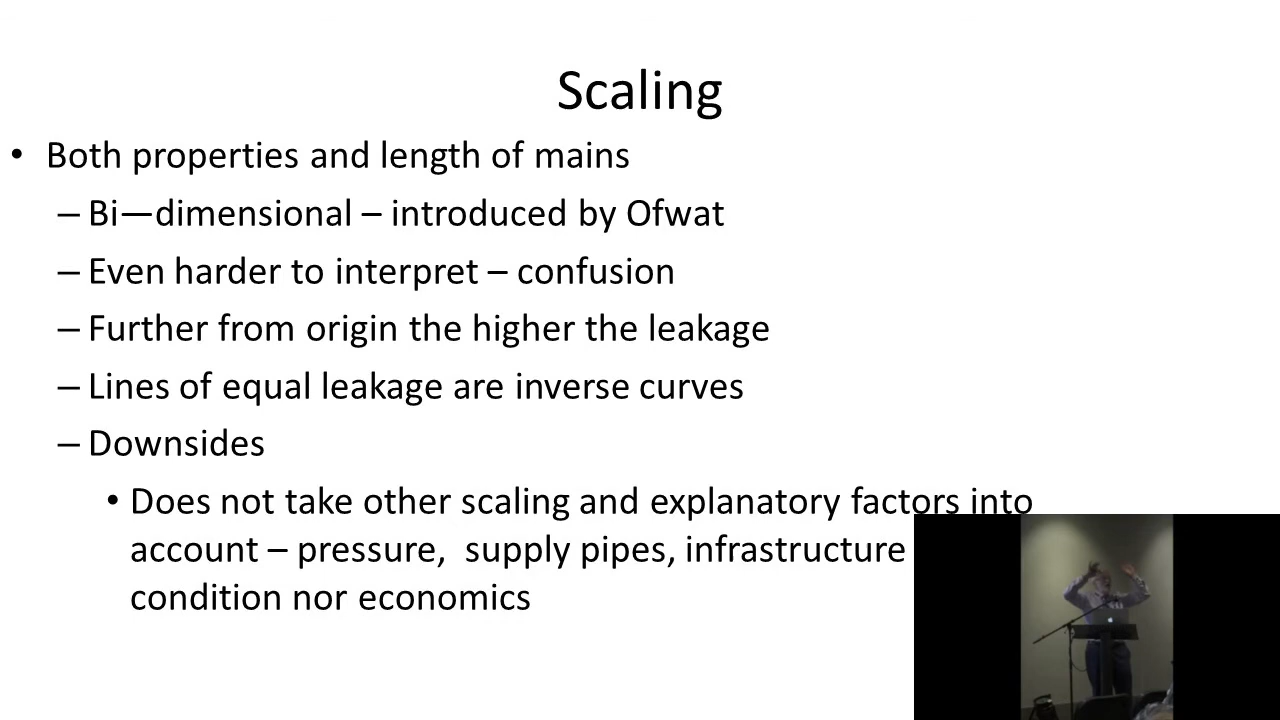 Scaling
• Both properties and length of mains
– Bi—dimensional – introduced by Ofwat
– Even harder to interpret – confusion
– Further from origin the higher the leakage
– Lines of equal leakage are inverse curves
– Downsides
• Does not take other scaling and explanatory factors into
account – pressure,  supply pipes, infrastructure
condition nor economics